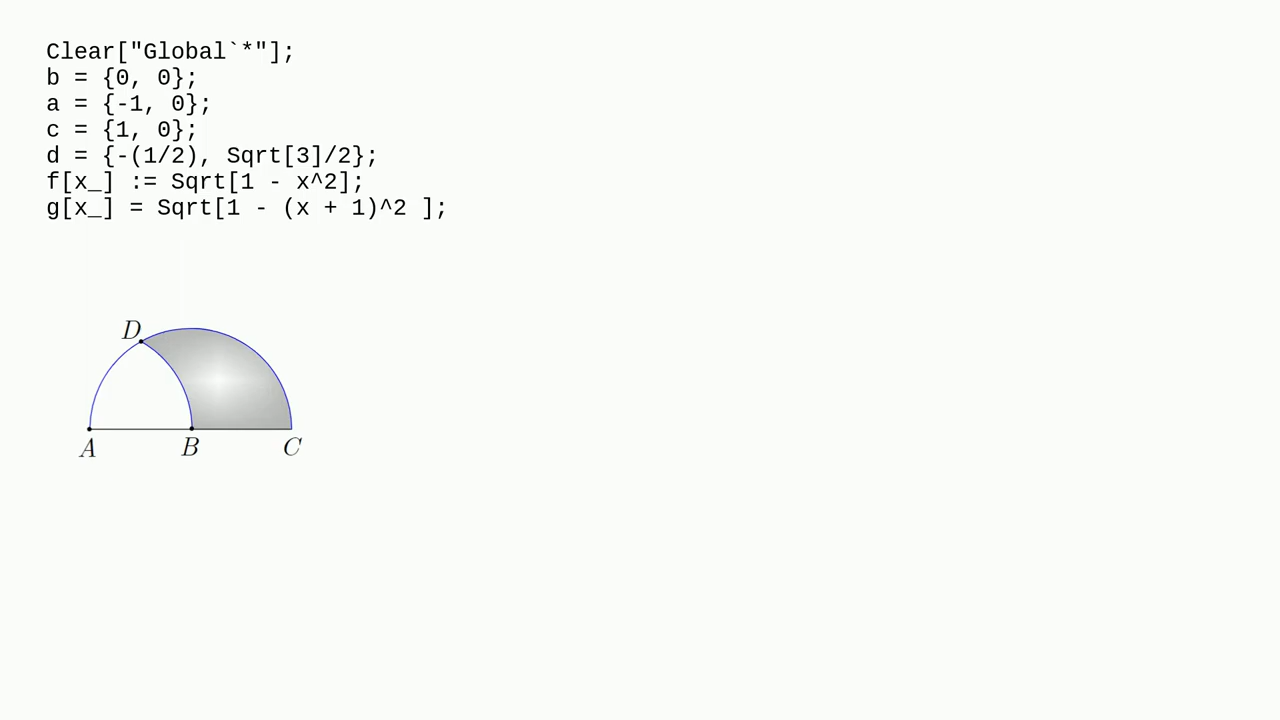 Clear["Global`*"];
b = {0, 0};
a = {-1, 0};
c = {1, 0};
d = {-(1/2), Sqrt[3]/2};
f[x_] := Sqrt[1 - x^2];
g[x_] = Sqrt[1 - (x + 1)^2 ];
D
A B C